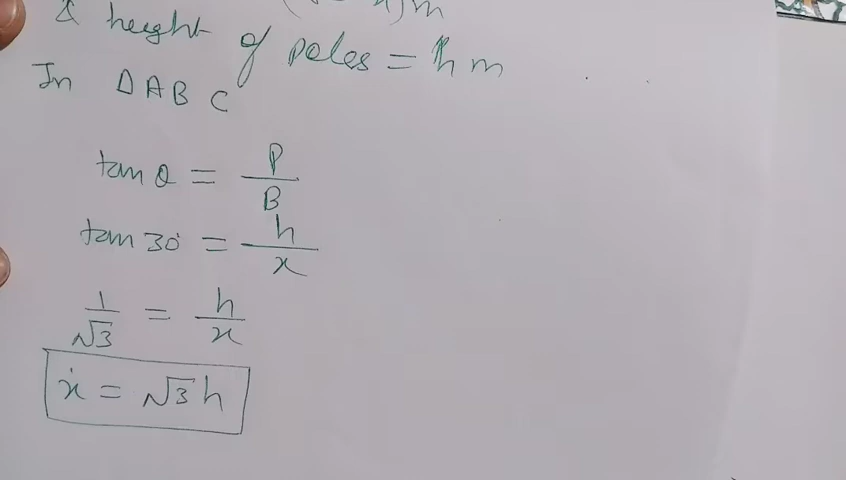 x) m
& height of poles = h m
In ΔABC
tan θ = P/B
tan 30° = h/x
1/√3 = h/x
x = √3 h